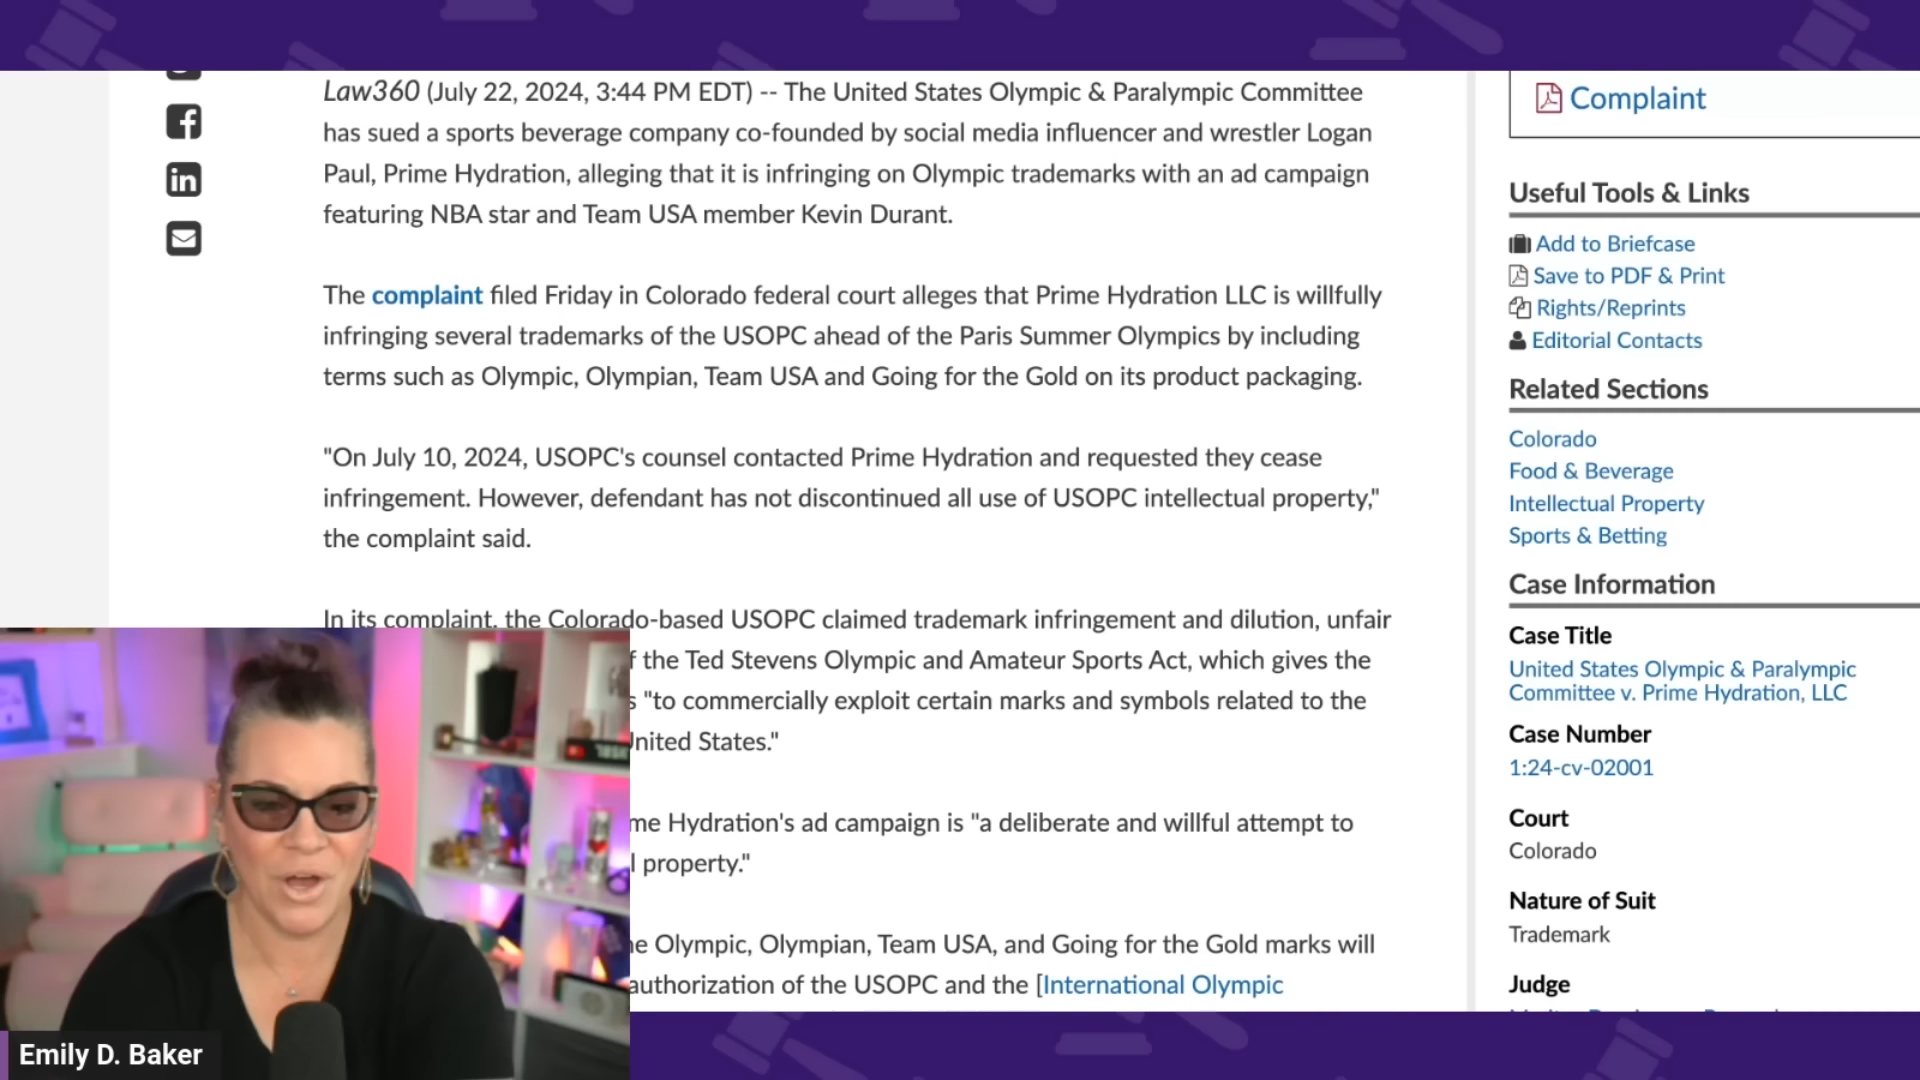 Law360 (July 22, 2024, 3:44 PM EDT) -- The United States Olympic & Paralympic Committee
has sued a sports beverage company co-founded by social media influencer and wrestler Logan
Paul, Prime Hydration, alleging that it is infringing on Olympic trademarks with an ad campaign
featuring NBA star and Team USA member Kevin Durant.
The complaint filed Friday in Colorado federal court alleges that Prime Hydration LLC is willfully
infringing several trademarks of the USOPC ahead of the Paris Summer Olympics by including
terms such as Olympic, Olympian, Team USA and Going for the Gold on its product packaging.
"On July 10, 2024, USOPC's counsel contacted Prime Hydration and requested they cease
infringement. However, defendant has not discontinued all use of USOPC intellectual property,"
the complaint said.
In its complaint, the Colorado-based USOPC claimed trademark infringement and dilution, unfair
f the Ted Stevens Olympic and Amateur Sports Act, which gives the
s "to commercially exploit certain marks and symbols related to the
United States."
me Hydration's ad campaign is "a deliberate and willful attempt to
l property."
e Olympic, Olympian, Team USA, and Going for the Gold marks will
authorization of the USOPC and the [International Olympic
Complaint
Useful Tools & Links
Add to Briefcase
Save to PDF & Print
Rights/Reprints
Editorial Contacts
Related Sections
Colorado
Food & Beverage
Intellectual Property
Sports & Betting
Case Information
Case Title
United States Olympic & Paralympic
Committee v. Prime Hydration, LLC
Case Number
1:24-cv-02001
Court
Colorado
Nature of Suit
Trademark
Judge
Emily D. Baker